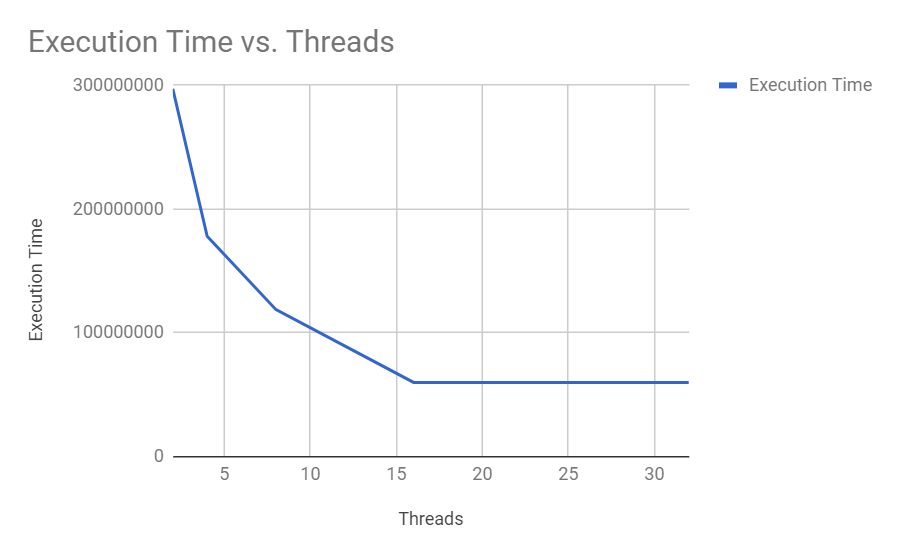 Execution Time vs. Threads
300000000
200000000
100000000
0
Execution Time
5 10 15 20 25 30
Threads
Execution Time